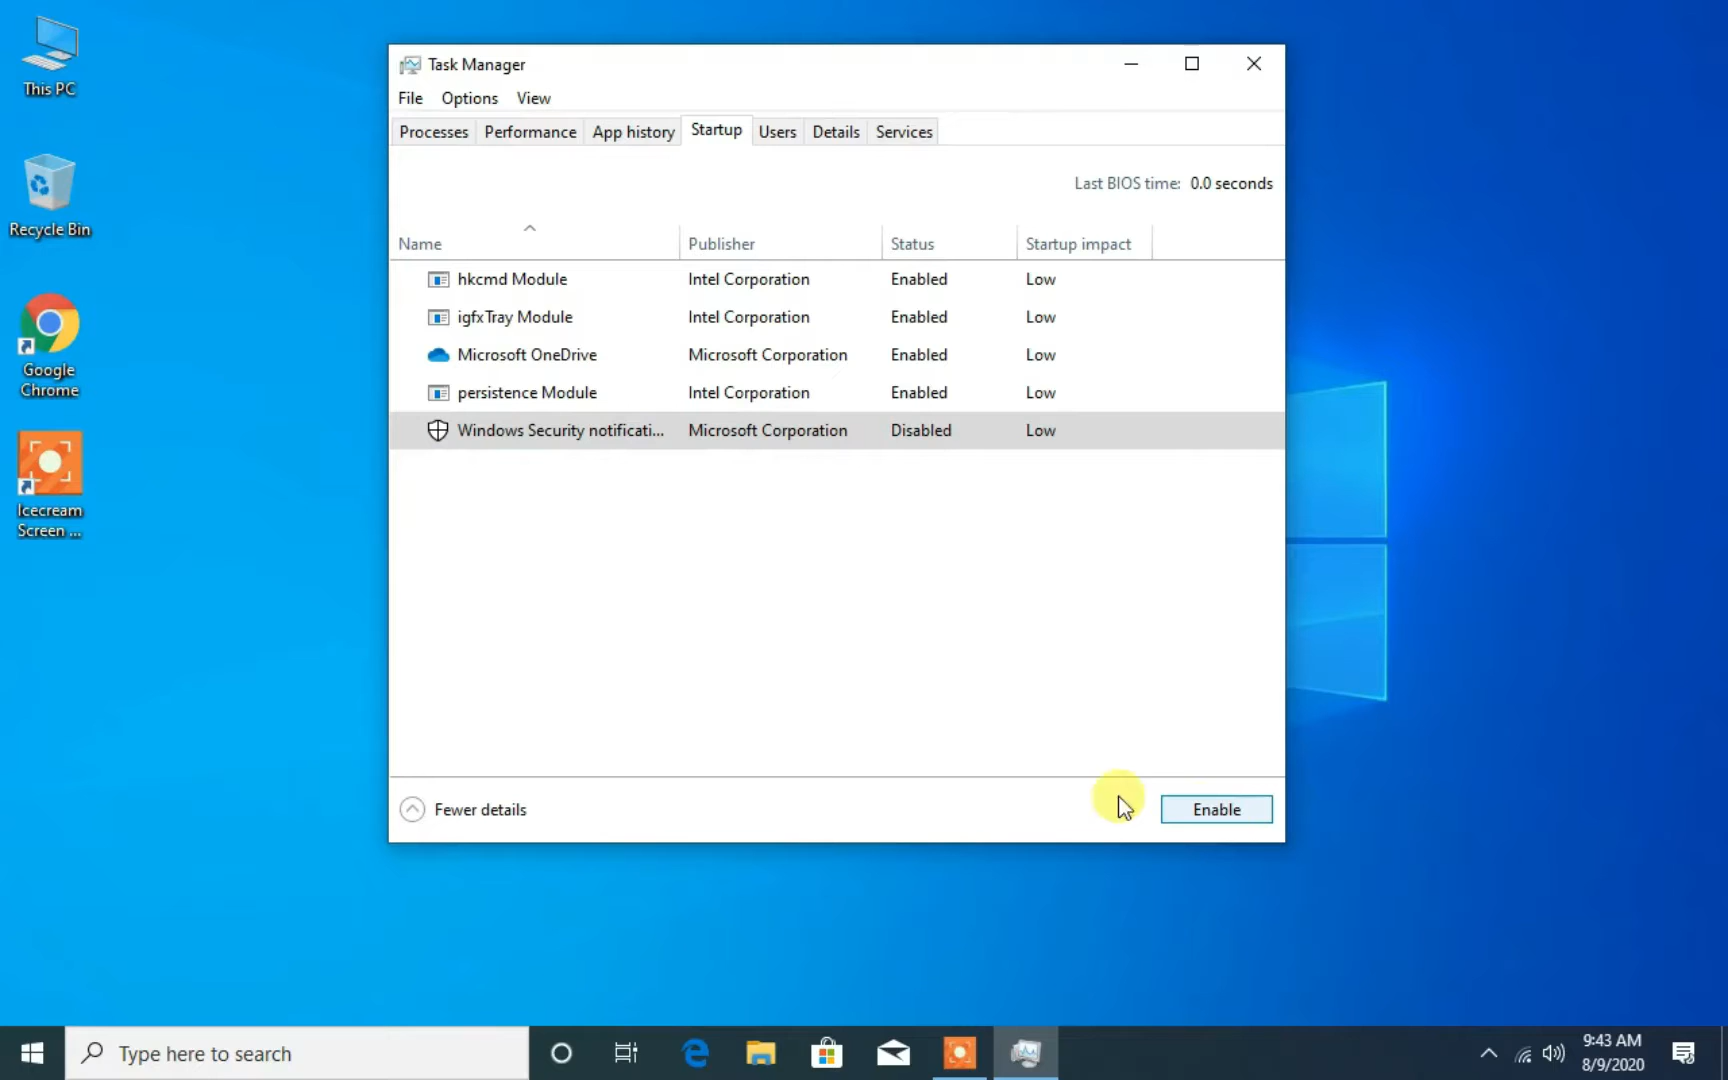 This PC
Recycle Bin
Google
Chrome
Icecream
Screen ...
Task Manager
File Options View
Processes Performance App history Startup Users Details Services
Last BIOS time: 0.0 seconds
Name Publisher Status Startup impact
hkcmd Module Intel Corporation Enabled Low
igfxTray Module Intel Corporation Enabled Low
Microsoft OneDrive Microsoft Corporation Enabled Low
persistence Module Intel Corporation Enabled Low
Windows Security notificati... Microsoft Corporation Disabled Low
Fewer details Enable
Type here to search
9:43 AM
8/9/2020